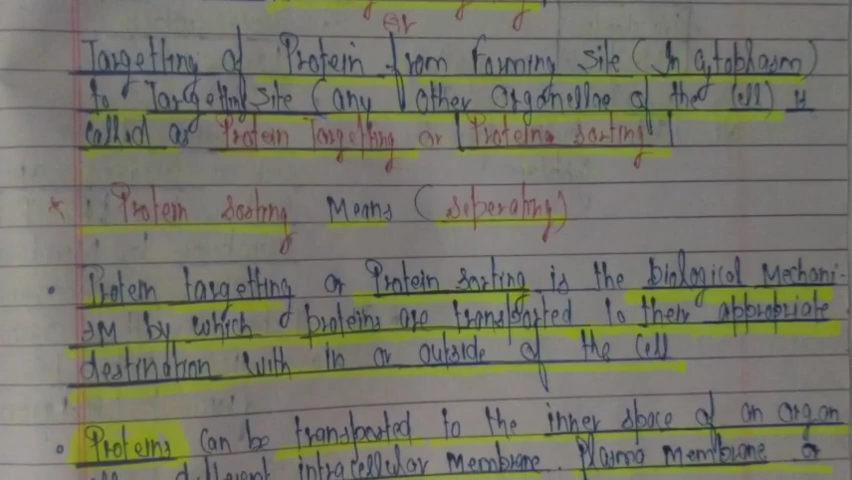 or
Targetting of Protein from Forming site (In cytoplasm)
to Targetting site (any other organelle of the cell) is
called as Protein Targetting or Proteins sorting
* Protein sorting Means (seperating)
• Protein targetting or Protein sorting is the biological Mechani-
sm by which proteins are transported to their appropriate
destination with in or outside of the cell
• Proteins can be transported to the inner space of an organ
different intracellular Membrane. Plasma Membrane or